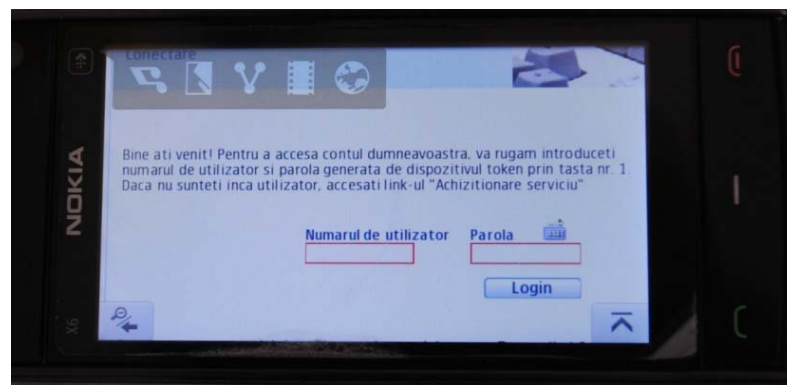 Conectare
Bine ati venit! Pentru a accesa contul dumneavoastra, va rugam introduceti
numarul de utilizator si parola generata de dispozitivul token prin tasta nr. 1.
Daca nu sunteti inca utilizator, accesati link-ul "Achizitionare serviciu"
Numarul de utilizator Parola
Login
NOKIA
X6